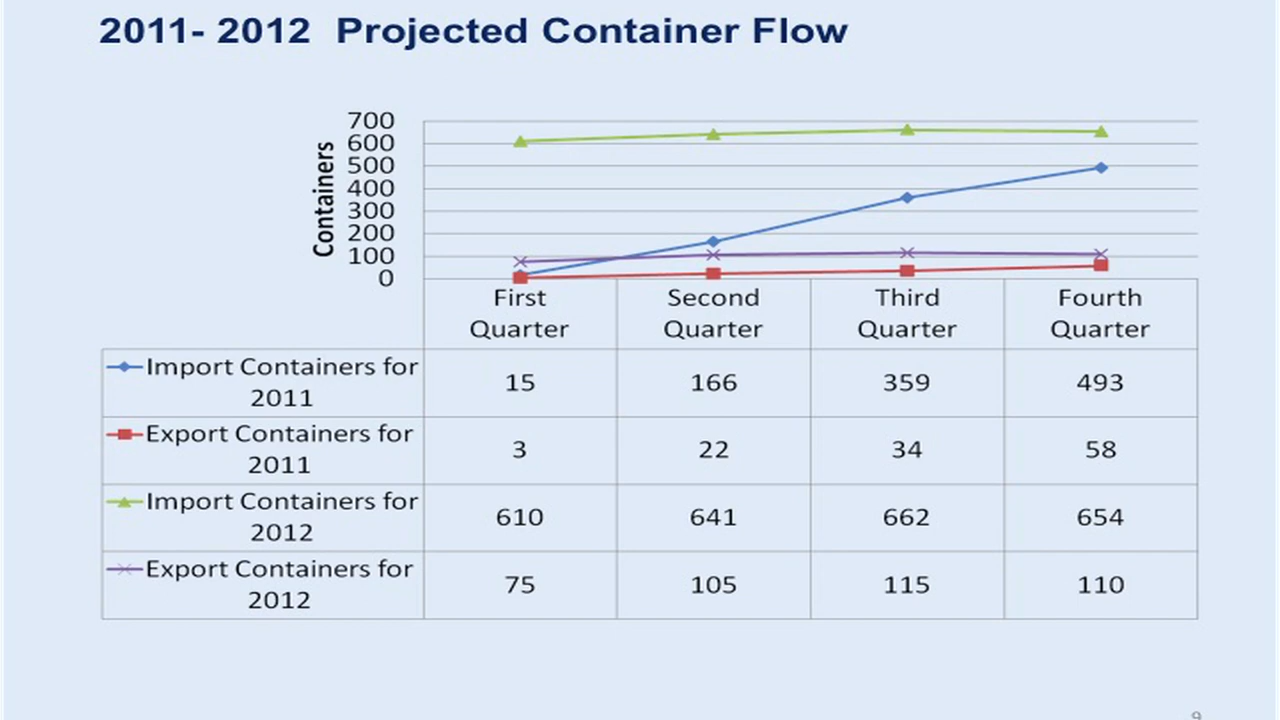 2011- 2012  Projected Container Flow
Containers
700
600
500
400
300
200
100
0
First Quarter
Second Quarter
Third Quarter
Fourth Quarter
Import Containers for 2011
15
166
359
493
Export Containers for 2011
3
22
34
58
Import Containers for 2012
610
641
662
654
Export Containers for 2012
75
105
115
110
9